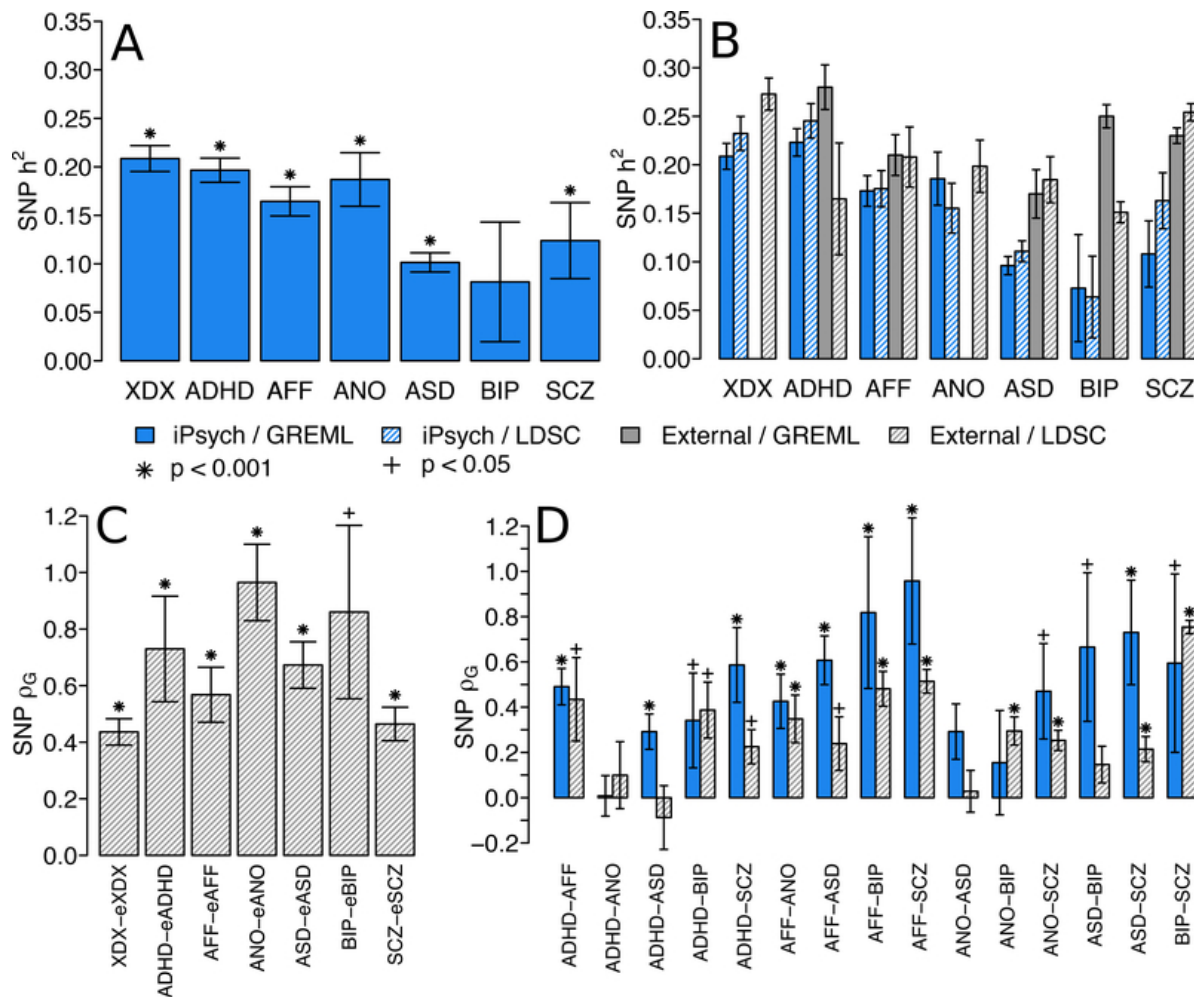 A
SNP h²
0.35
0.30
0.25
0.20
0.15
0.10
0.05
0.00
* * * * * *
XDX ADHD AFF ANO ASD BIP SCZ
B
SNP h²
0.35
0.30
0.25
0.20
0.15
0.10
0.05
0.00
XDX ADHD AFF ANO ASD BIP SCZ
iPsych / GREML iPsych / LDSC External / GREML External / LDSC
* p < 0.001 + p < 0.05
C
SNP ρG
1.2
1.0
0.8
0.6
0.4
0.2
0.0
* * * * * + *
XDX–eXDX
ADHD–eADHD
AFF–eAFF
ANO–eANO
ASD–eASD
BIP–eBIP
SCZ–eSCZ
D
SNP ρG
1.2
1.0
0.8
0.6
0.4
0.2
0.0
−0.2
* + * + + * + * * * + * * * * * + * + * * + *
ADHD–AFF
ADHD–ANO
ADHD–ASD
ADHD–BIP
ADHD–SCZ
AFF–ANO
AFF–ASD
AFF–BIP
AFF–SCZ
ANO–ASD
ANO–BIP
ANO–SCZ
ASD–BIP
ASD–SCZ
BIP–SCZ